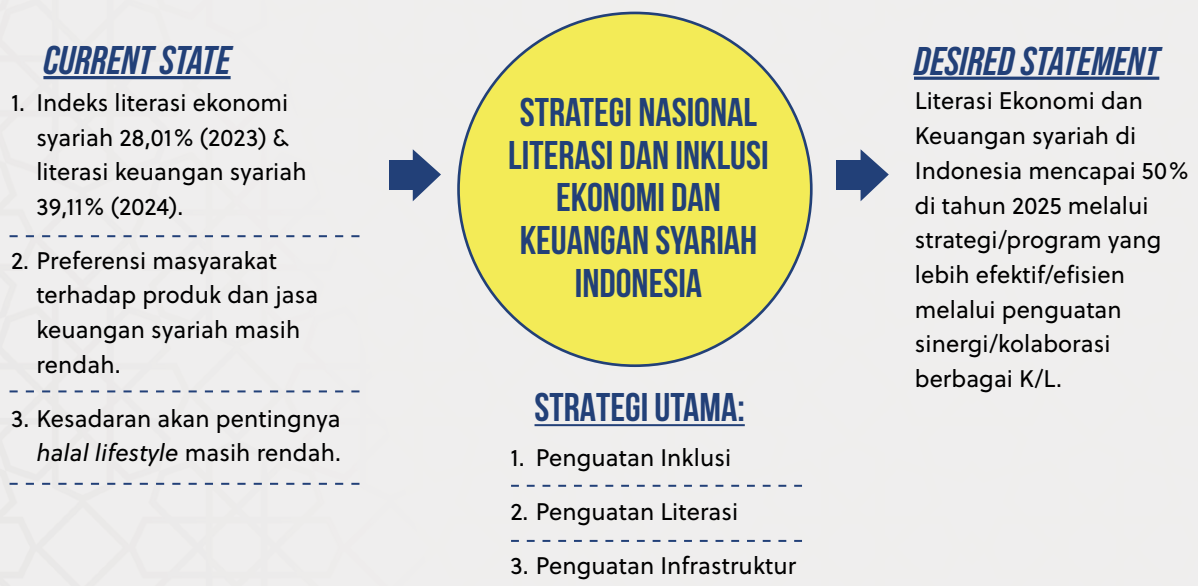 CURRENT STATE
1. Indeks literasi ekonomi
syariah 28,01% (2023) &
literasi keuangan syariah
39,11% (2024).
2. Preferensi masyarakat
terhadap produk dan jasa
keuangan syariah masih
rendah.
3. Kesadaran akan pentingnya
halal lifestyle masih rendah.
STRATEGI NASIONAL
LITERASI DAN INKLUSI
EKONOMI DAN
KEUANGAN SYARIAH
INDONESIA
STRATEGI UTAMA:
1. Penguatan Inklusi
2. Penguatan Literasi
3. Penguatan Infrastruktur
DESIRED STATEMENT
Literasi Ekonomi dan
Keuangan syariah di
Indonesia mencapai 50%
di tahun 2025 melalui
strategi/program yang
lebih efektif/efisien
melalui penguatan
sinergi/kolaborasi
berbagai K/L.